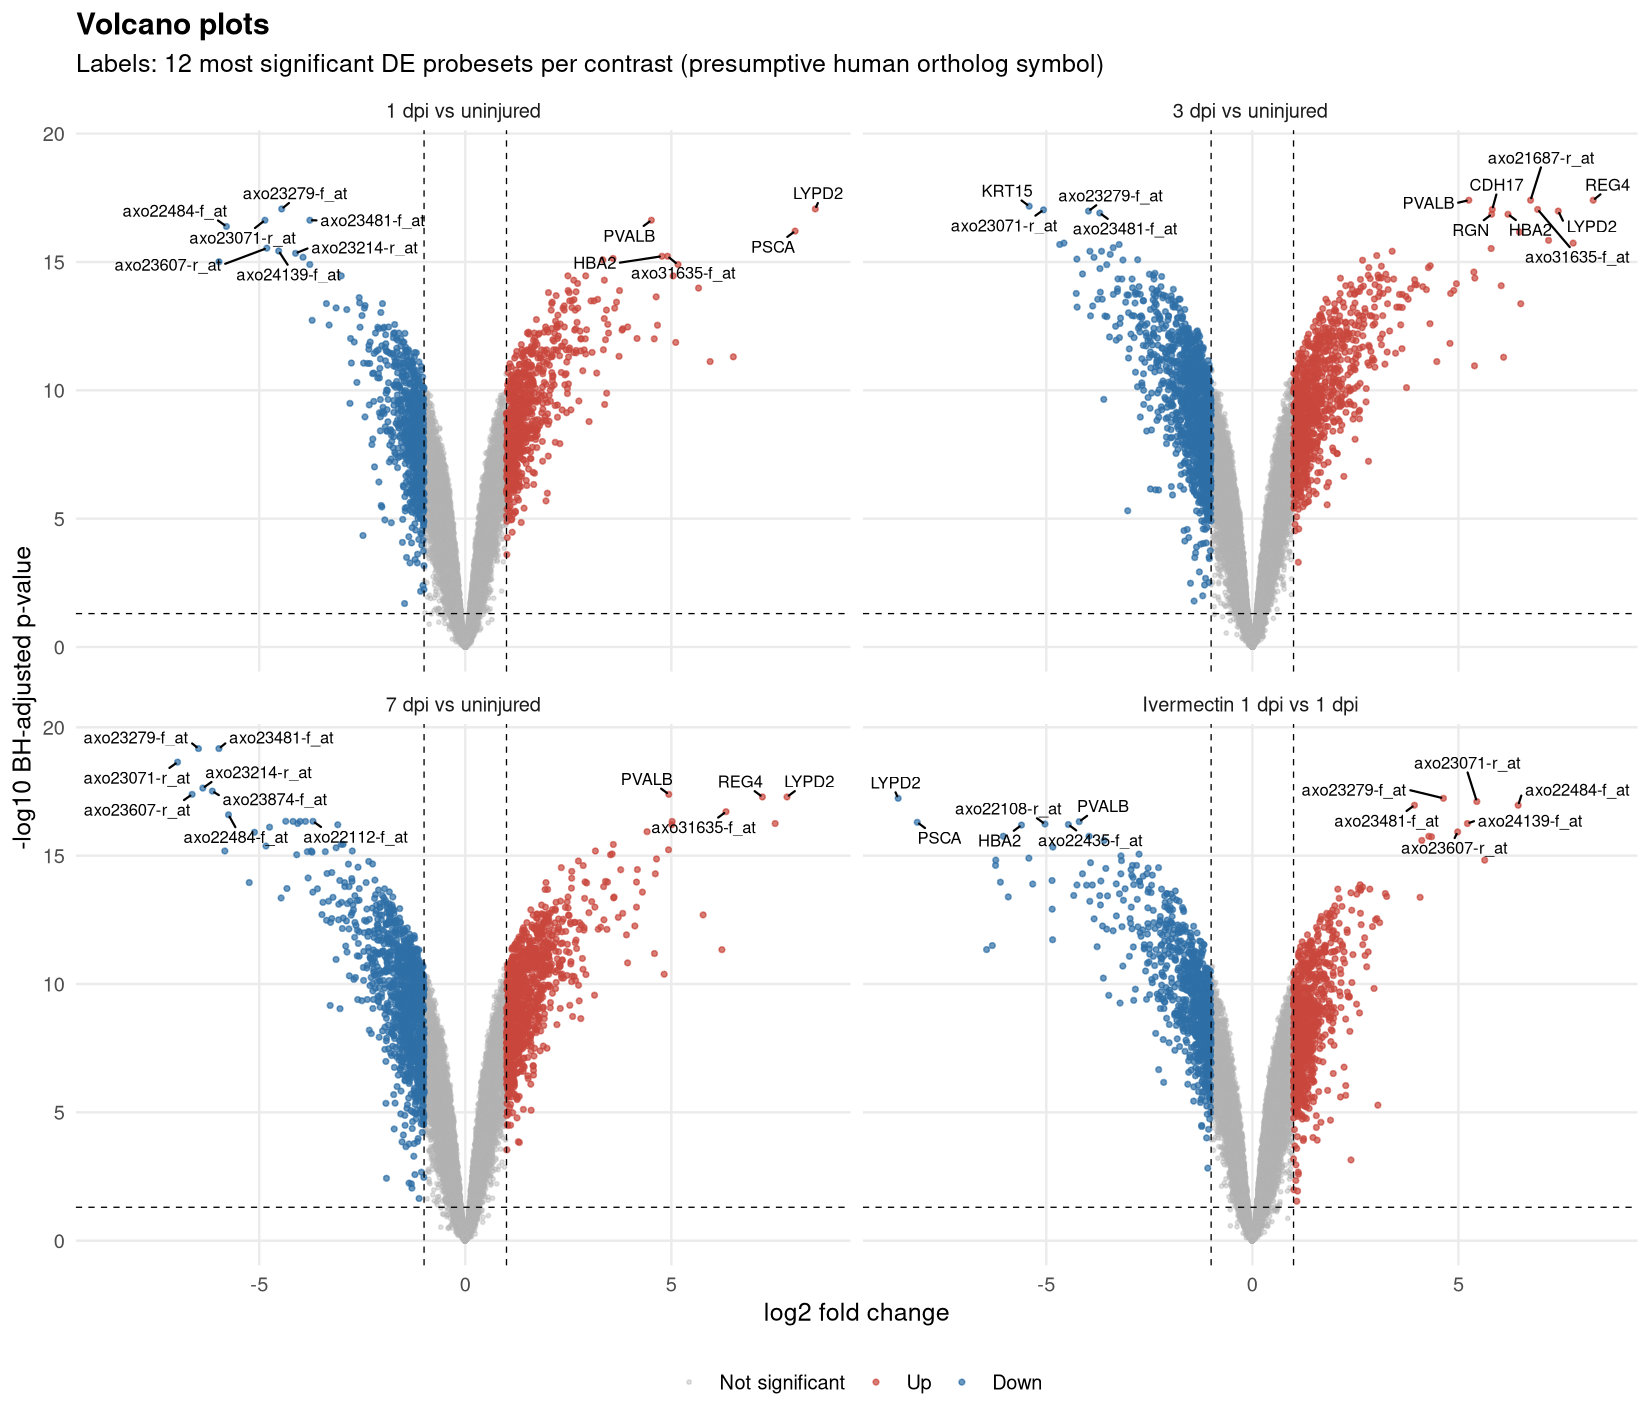 Volcano plots
Labels: 12 most significant DE probesets per contrast (presumptive human ortholog symbol)
1 dpi vs uninjured
3 dpi vs uninjured
20
15
10
5
0
axo23279-f_at
axo22484-f_at
axo23481-f_at
axo23071-r_at
axo23214-r_at
axo23607-r_at
axo24139-f_at
LYPD2
PVALB
PSCA
HBA2
axo31635-f_at
axo21687-r_at
KRT15
axo23279-f_at
CDH17
REG4
PVALB
axo23071-r_at
axo23481-f_at
RGN
HBA2
LYPD2
axo31635-f_at
-log10 BH-adjusted p-value
7 dpi vs uninjured
Ivermectin 1 dpi vs 1 dpi
20
15
10
5
0
axo23279-f_at
axo23481-f_at
axo23071-r_at
axo23214-r_at
axo23607-r_at
axo23874-f_at
axo22484-f_at
axo22112-f_at
PVALB
REG4
LYPD2
axo31635-f_at
LYPD2
axo22108-r_at
PVALB
PSCA
HBA2
axo22435-f_at
axo23071-r_at
axo23279-f_at
axo22484-f_at
axo23481-f_at
axo24139-f_at
axo23607-r_at
-5
0
5
-5
0
5
log2 fold change
Not significant
Up
Down